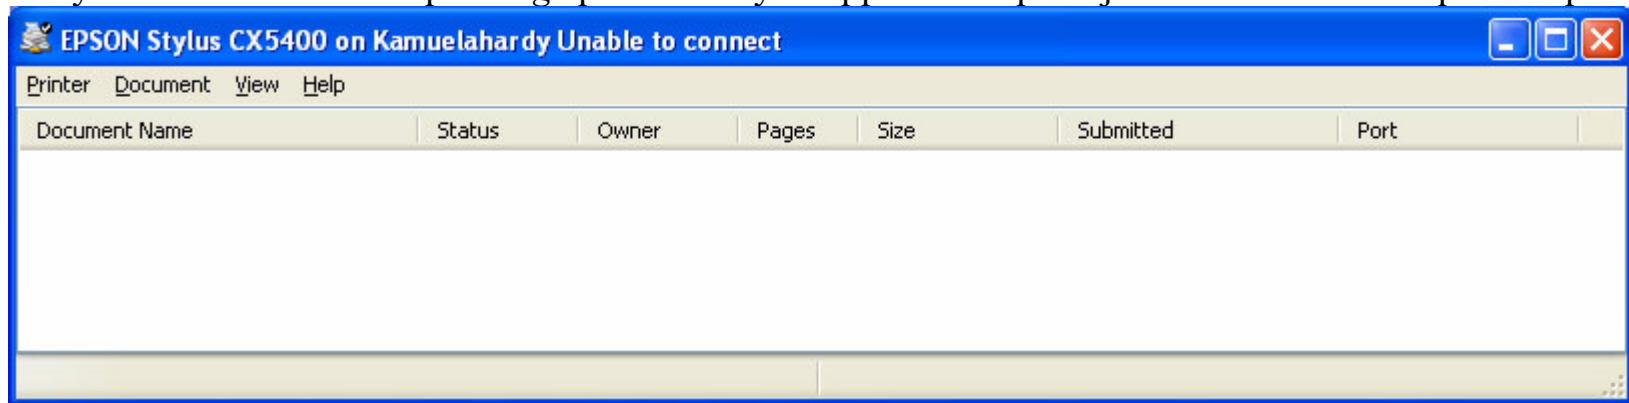 EPSON Stylus CX5400 on Kamuelahardy Unable to connect
Printer Document View Help
Document Name Status Owner Pages Size Submitted Port